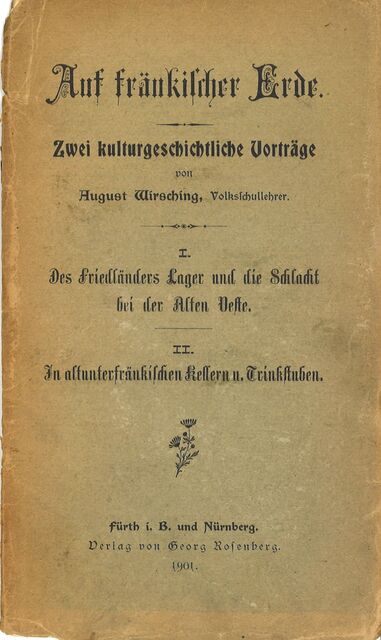 Auf fränkiſcher Erde.
Zwei kulturgeschichtliche Vorträge
von
August Wirsching, Volksſchullehrer.
I.
Des Friedländers Lager und die Schlacht
bei der Alten Veſte.
II.
In altunterfränkiſchen Kellern u. Trinkſtuben.
Fürth i. B. und Nürnberg.
Verlag von Georg Roſenberg.
1901.